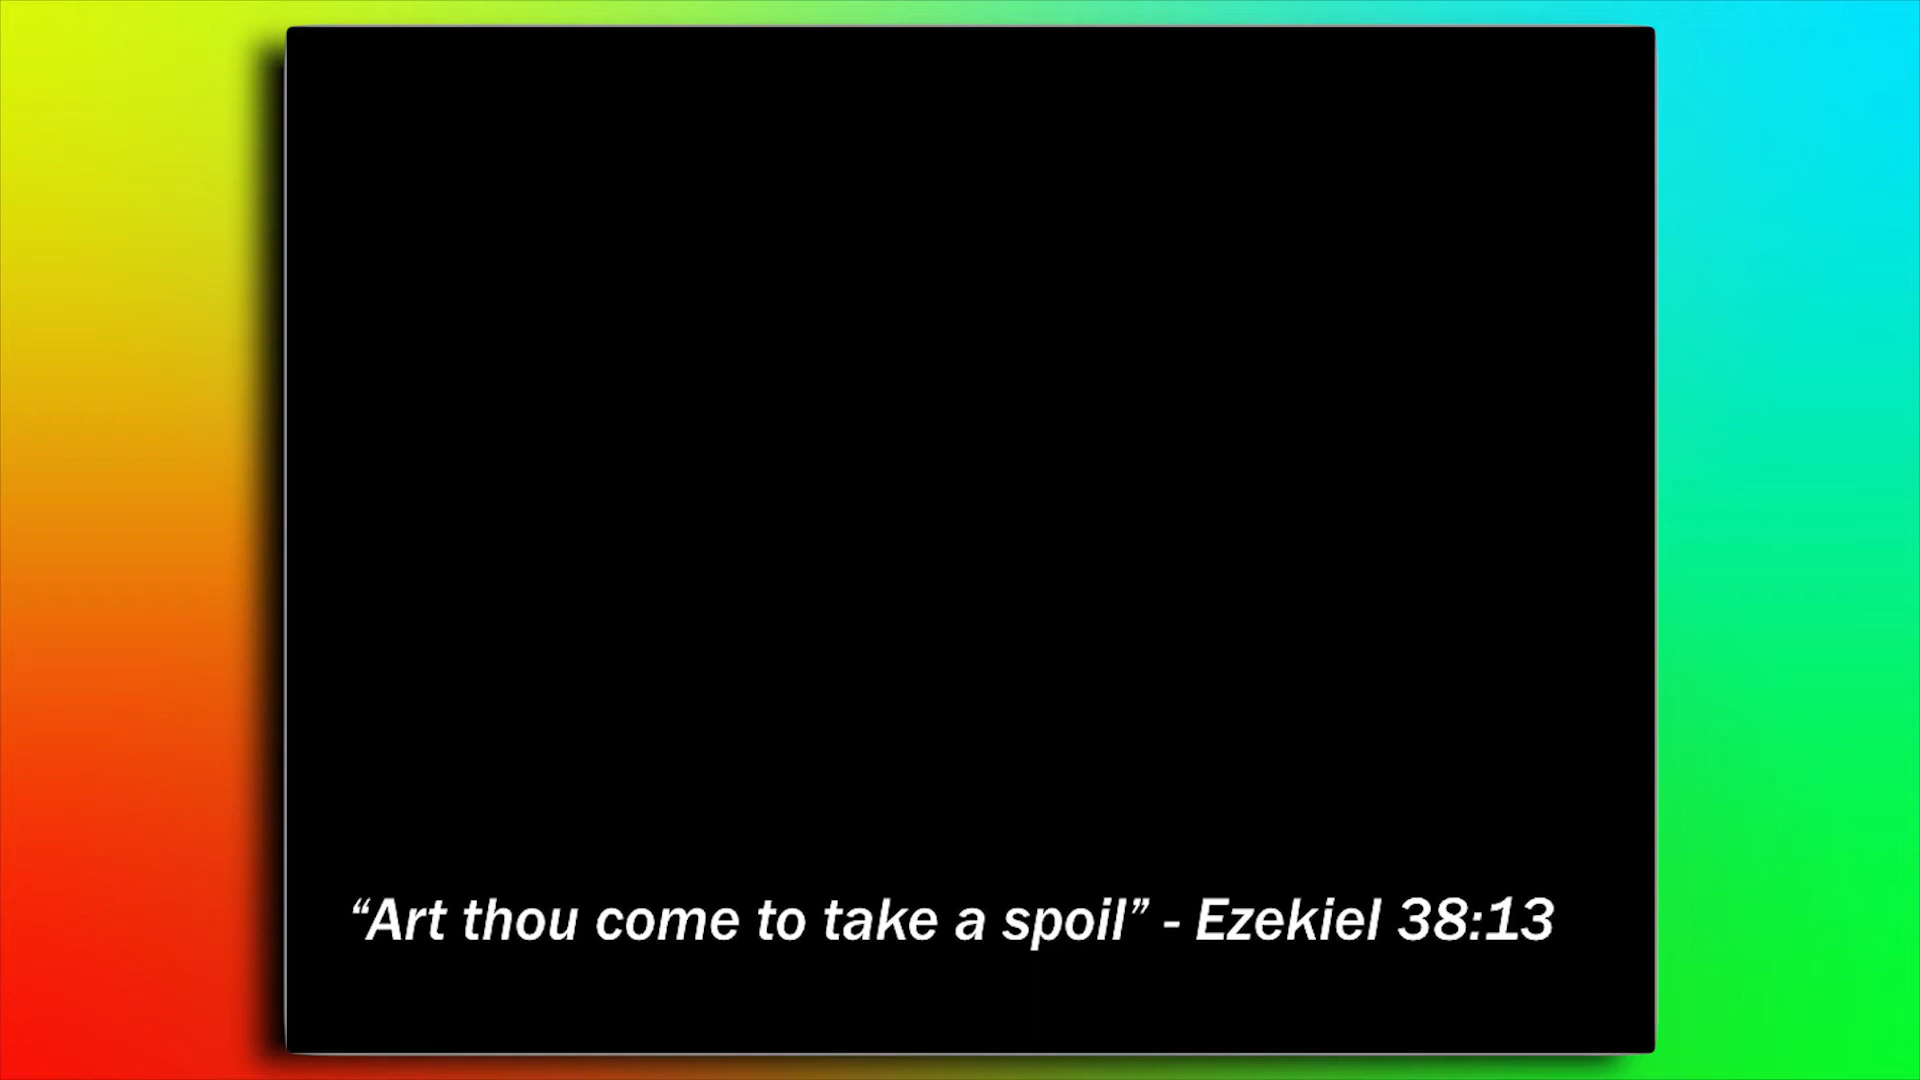 “Art thou come to take a spoil” - Ezekiel 38:13